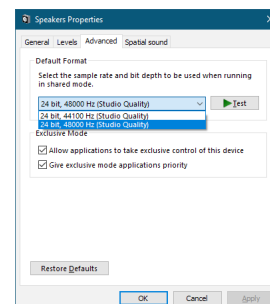 Speakers Properties
General Levels Advanced Spatial sound
Default Format
Select the sample rate and bit depth to be used when running
in shared mode.
24 bit, 48000 Hz (Studio Quality)
Test
24 bit, 44100 Hz (Studio Quality)
24 bit, 48000 Hz (Studio Quality)
Exclusive Mode
Allow applications to take exclusive control of this device
Give exclusive mode applications priority
Restore Defaults
OK Cancel Apply